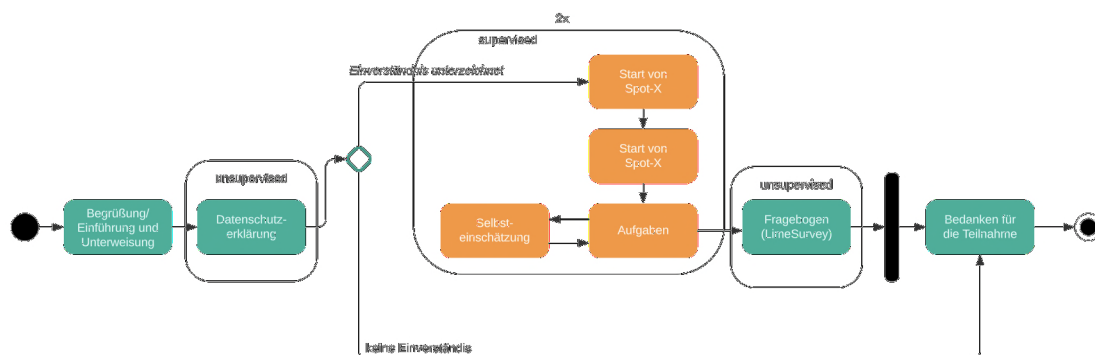 2x
supervised
Einverständnis unterzeichnet
Start von
Spot-X
Start von
Spot-X
unsupervised
unsupervised
Begrüßung/
Einführung und
Unterweisung
Datenschutz-
erklärung
Selbst-
einschätzung
Aufgaben
Fragebogen
(LimeSurvey)
Bedanken für
die Teilnahme
keine Einverständis